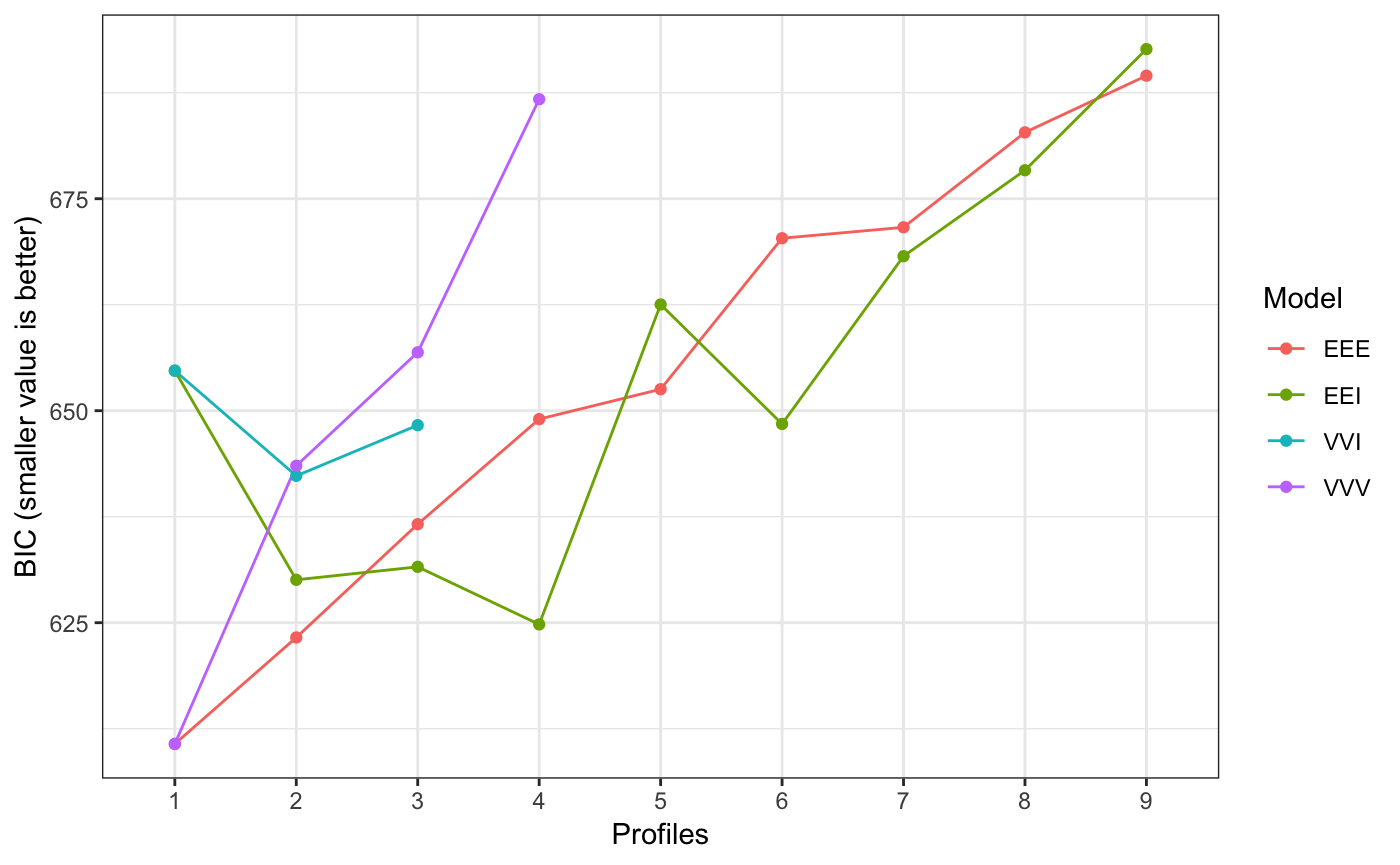 BIC (smaller value is better)
675
650
625
1 2 3 4 5 6 7 8 9
Profiles
Model
EEE
EEI
VVI
VVV